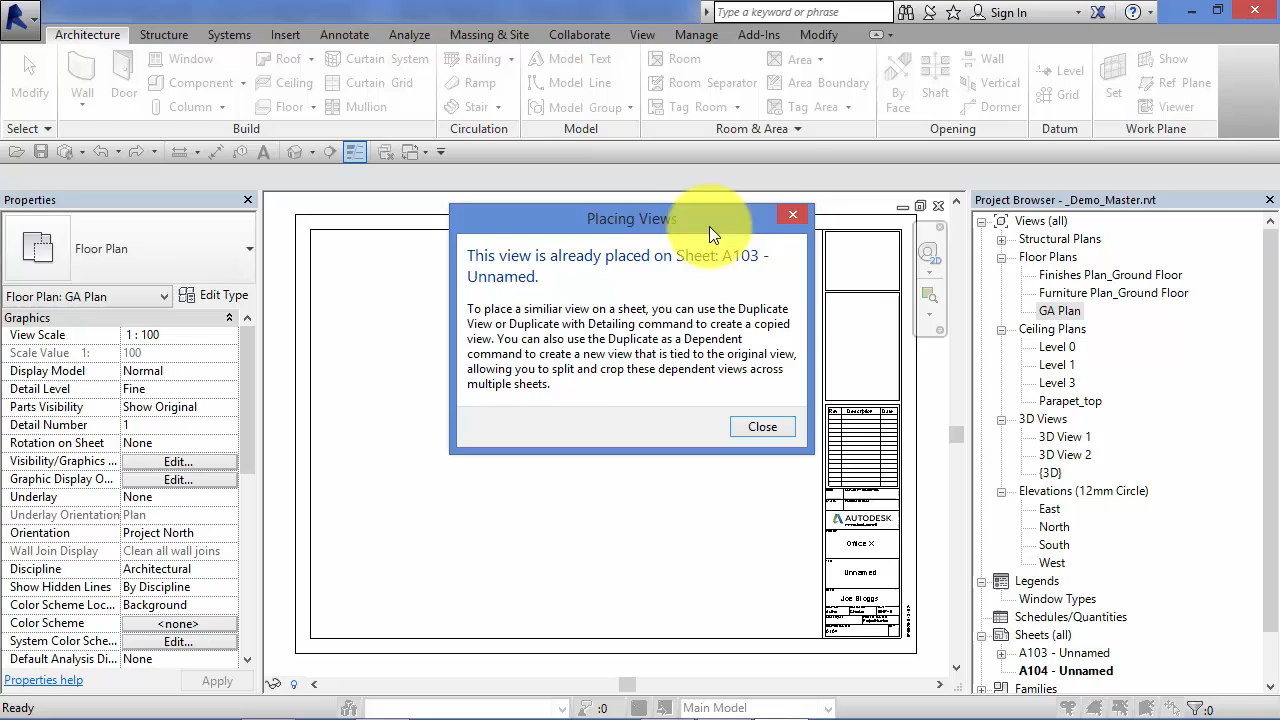 Type a keyword or phrase
Sign In
Architecture Structure Systems Insert Annotate Analyze Massing & Site Collaborate View Manage Add-Ins Modify
Modify
Select
Wall
Door
Window
Component
Column
Roof
Ceiling
Floor
Curtain System
Curtain Grid
Mullion
Build
Railing
Ramp
Stair
Circulation
Model Text
Model Line
Model Group
Model
Room
Room Separator
Tag Room
Area
Area Boundary
Tag Area
Room & Area
By Face
Shaft
Wall
Vertical
Dormer
Opening
Level
Grid
Datum
Set
Show
Ref Plane
Viewer
Work Plane
Properties
Floor Plan
Floor Plan: GA Plan
Edit Type
Graphics
View Scale 1 : 100
Scale Value 1: 100
Display Model Normal
Detail Level Fine
Parts Visibility Show Original
Detail Number 1
Rotation on Sheet None
Visibility/Graphics ... Edit...
Graphic Display O... Edit...
Underlay None
Underlay Orientation Plan
Orientation Project North
Wall Join Display Clean all wall joins
Discipline Architectural
Show Hidden Lines By Discipline
Color Scheme Loc... Background
Color Scheme <none>
System Color Sche... Edit...
Default Analysis Di... None
Properties help
Apply
Placing Views
This view is already placed on Sheet: A103 -
Unnamed.
To place a similiar view on a sheet, you can use the Duplicate
View or Duplicate with Detailing command to create a copied
view. You can also use the Duplicate as a Dependent
command to create a new view that is tied to the original view,
allowing you to split and crop these dependent views across
multiple sheets.
Close
2D
Rev Description Date
AUTODESK
Office X
Unnamed
Joe Bloggs
Project Browser - _Demo_Master.rvt
Views (all)
Structural Plans
Floor Plans
Finishes Plan_Ground Floor
Furniture Plan_Ground Floor
GA Plan
Ceiling Plans
Level 0
Level 1
Level 3
Parapet_top
3D Views
3D View 1
3D View 2
{3D}
Elevations (12mm Circle)
East
North
South
West
Legends
Window Types
Schedules/Quantities
Sheets (all)
A103 - Unnamed
A104 - Unnamed
Families
Ready
:0
Main Model
:0